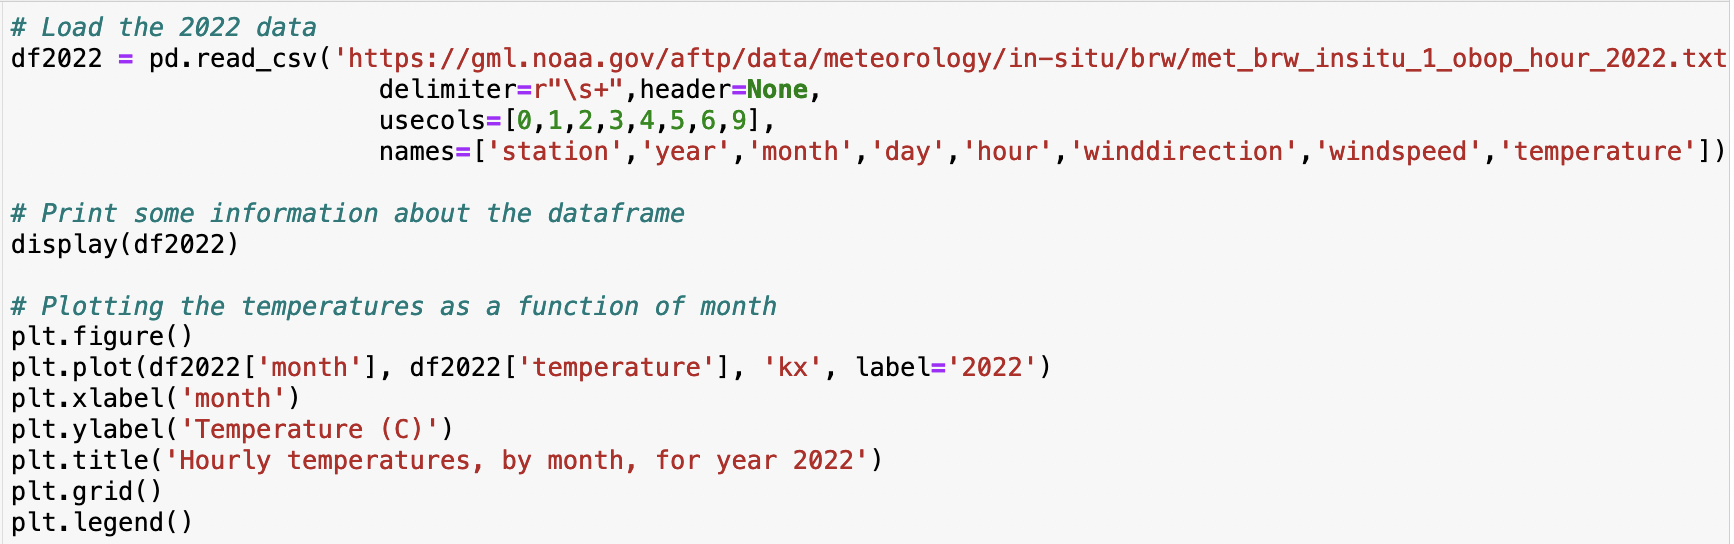 # Load the 2022 data
df2022 = pd.read_csv('https://gml.noaa.gov/aftp/data/meteorology/in-situ/brw/met_brw_insitu_1_obop_hour_2022.txt
delimiter=r"\s+",header=None,
usecols=[0,1,2,3,4,5,6,9],
names=['station','year','month','day','hour','winddirection','windspeed','temperature'])
# Print some information about the dataframe
display(df2022)
# Plotting the temperatures as a function of month
plt.figure()
plt.plot(df2022['month'], df2022['temperature'], 'kx', label='2022')
plt.xlabel('month')
plt.ylabel('Temperature (C)')
plt.title('Hourly temperatures, by month, for year 2022')
plt.grid()
plt.legend()